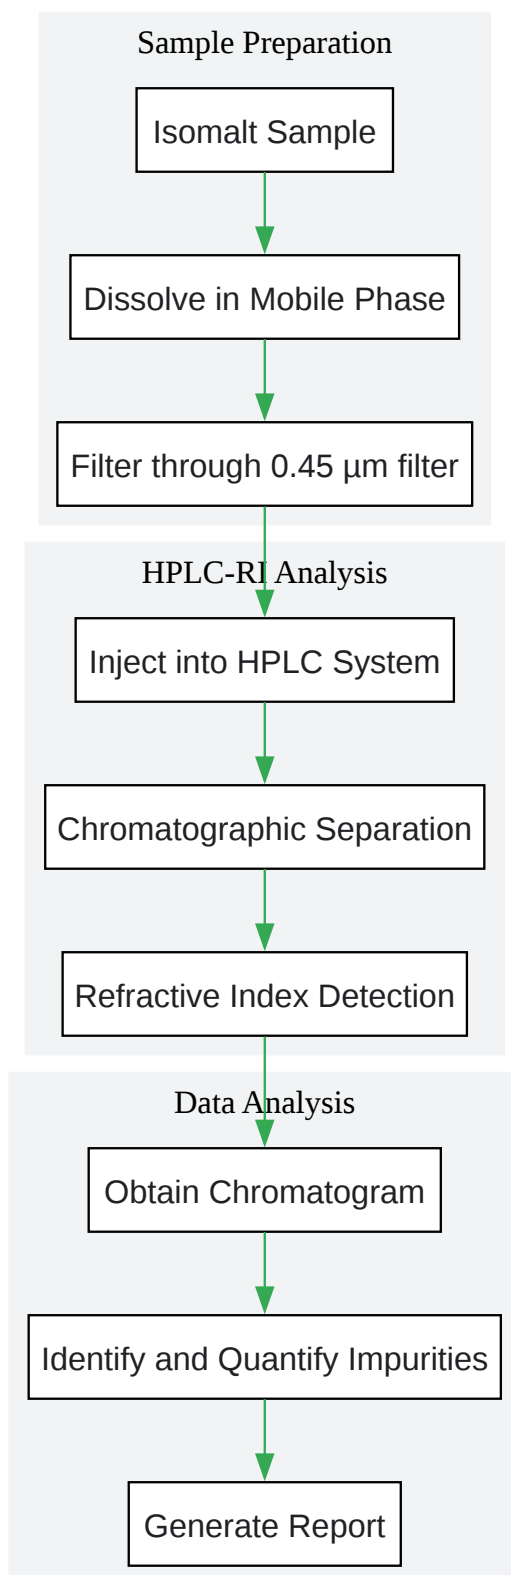 Sample Preparation
Isomalt Sample
Dissolve in Mobile Phase
Filter through 0.45 µm filter
HPLC-RI Analysis
Inject into HPLC System
Chromatographic Separation
Refractive Index Detection
Data Analysis
Obtain Chromatogram
Identify and Quantify Impurities
Generate Report